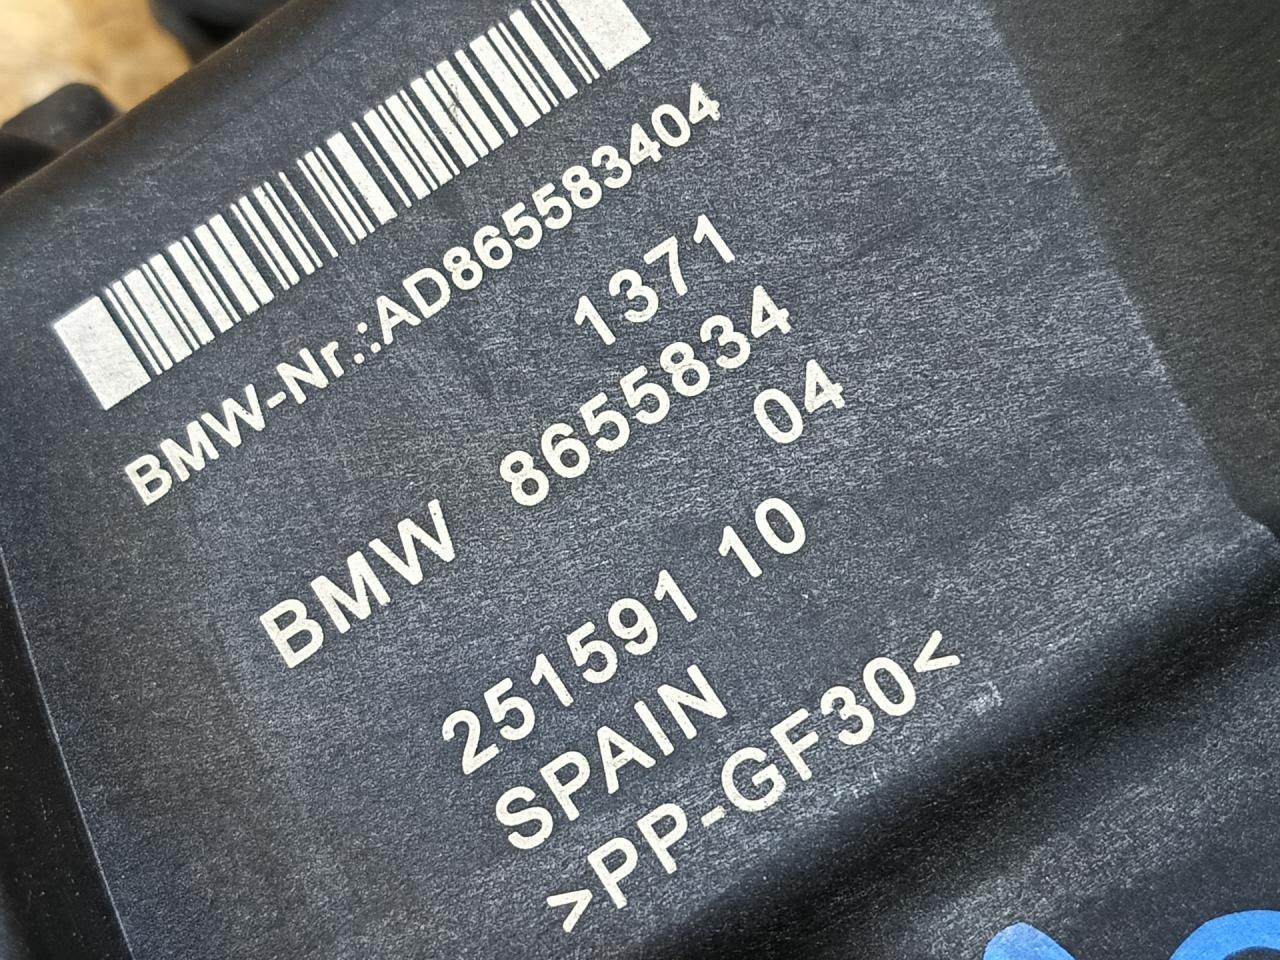 BMW-Nr.:AD865583404
1371
BMW 8655834
04
251591 10
SPAIN
>PP-GF30<